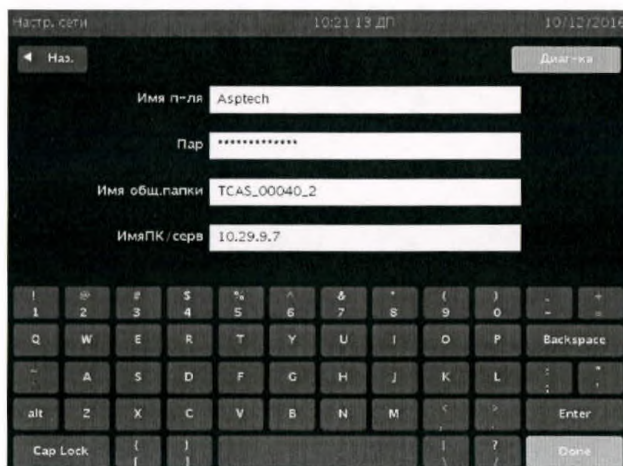 Настр. сети 10:21:13 ДП 10/12/2016
Наз. Диаг-ка
Имя п-ля Asptech
Пар *************
Имя общ.папки TCAS_00040_2
ИмяПК/серв 10.29.9.7
! @ # $ % ^ & * ( ) _ +
1 2 3 4 5 6 7 8 9 0 - =
Q W E R T Y U I O P Backspace
A S D F G H J K L : "
alt Z X C V B N M < > Enter
Cap Lock { } | ? Done
[ ] \ /